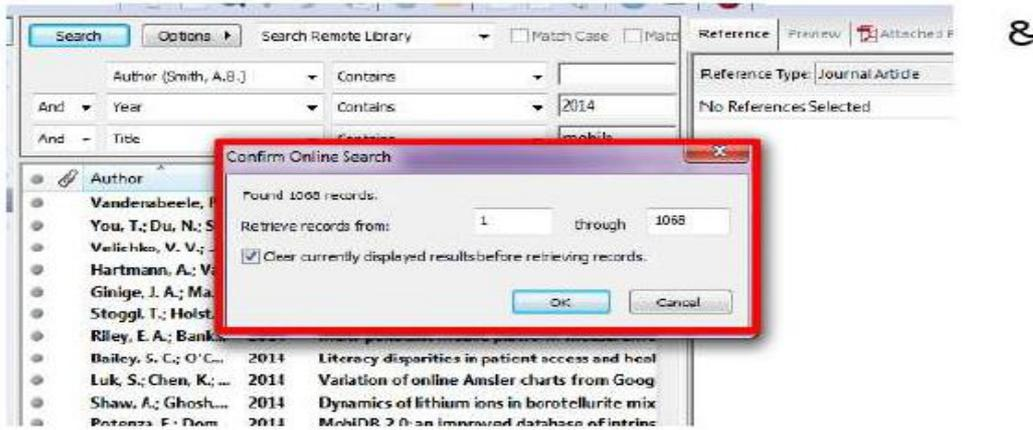 &
Search Options Search Remote Library Match Case
Reference Preview Attached
Author (Smith, A.B.) Contains
Reference Type: Journal Article
And Year Contains 2014
No References Selected
And Title Contains mobile
Confirm Online Search
Author
Found 1068 records.
Retrieve records from: 1 through 1068
Clear currently displayed results before retrieving records.
OK Cancel
You, T.; Du, N.; S
Velichko, V. V.;
Hartmann, A.;
Ginige, J. A.; Ma...
Stoggl, T.; Holst,
Riley, E. A.; Bank... 2014
Bailey, S. C.; O'C... 2014 Literacy disparities in patient access and heal
Luk, S.; Chen, K.; ... 2014 Variation of online Amsler charts from Goog
Shaw, A.; Ghosh,... 2014 Dynamics of lithium ions in borotellurite mix
Potenza, E.; Dom... 2014 MobiDB 2.0: an improved database of intrins